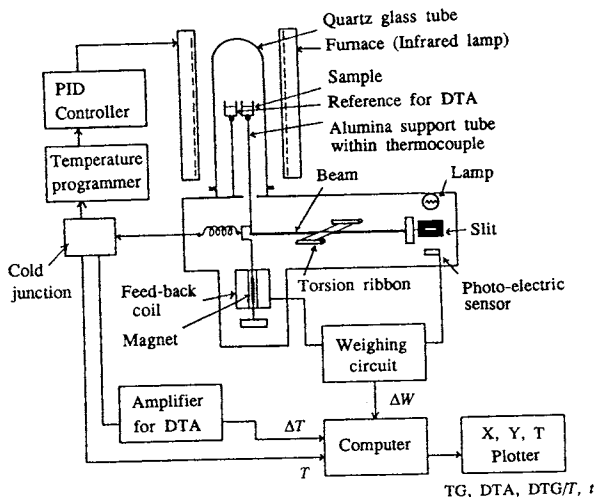 Quartz glass tube
Furnace (Infrared lamp)
PID
Controller
Sample
Reference for DTA
Alumina support tube
within thermocouple
Temperature
programmer
Beam
Lamp
Slit
Cold
junction
Feed-back
coil
Torsion ribbon
Photo-electric
sensor
Magnet
Weighing
circuit
Amplifier
for DTA
ΔW
ΔT
T
Computer
X, Y, T
Plotter
TG, DTA, DTG/T, t